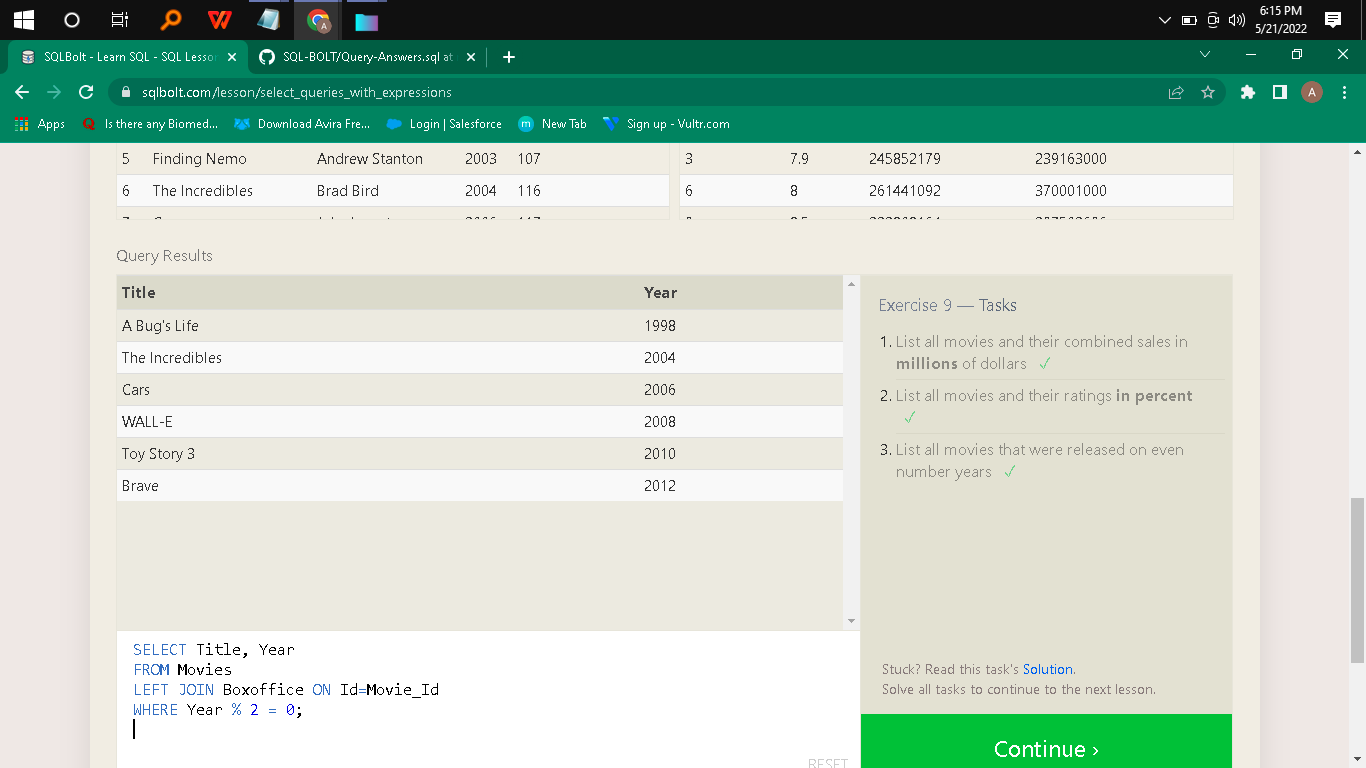 6:15 PM
5/21/2022
A
SQLBolt - Learn SQL - SQL Lesson
SQL-BOLT/Query-Answers.sql at
sqlbolt.com/lesson/select_queries_with_expressions
A
Apps
Is there any Biomed...
Download Avira Fre...
Login | Salesforce
m New Tab
Sign up - Vultr.com
5 Finding Nemo Andrew Stanton 2003 107
3 7.9 245852179 239163000
6 The Incredibles Brad Bird 2004 116
6 8 261441092 370001000
Query Results
Title Year
A Bug's Life 1998
The Incredibles 2004
Cars 2006
WALL-E 2008
Toy Story 3 2010
Brave 2012
Exercise 9 — Tasks
1. List all movies and their combined sales in
millions of dollars ✓
2. List all movies and their ratings in percent
✓
3. List all movies that were released on even
number years ✓
SELECT Title, Year
FROM Movies
LEFT JOIN Boxoffice ON Id=Movie_Id
WHERE Year % 2 = 0;
RESET
Stuck? Read this task's Solution.
Solve all tasks to continue to the next lesson.
Continue ›